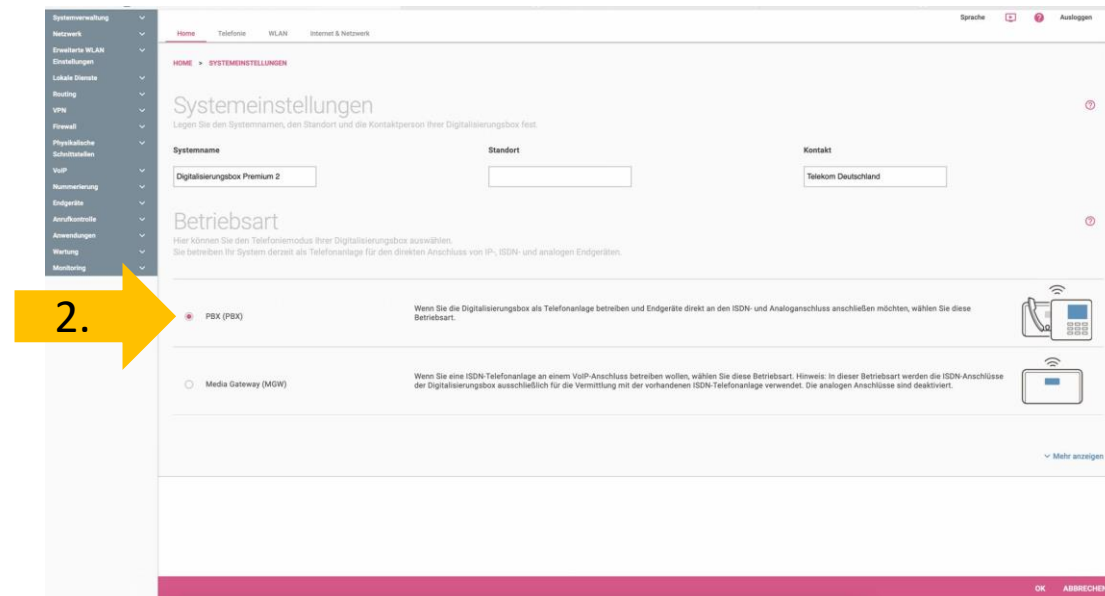 Systemverwaltung
Netzwerk
Erweiterte WLAN
Einstellungen
Lokale Dienste
Routing
VPN
Firewall
Physikalische
Schnittstellen
VoIP
Nummerierung
Endgeräte
Anrufkontrolle
Anwendungen
Wartung
Monitoring
Sprache ? Ausloggen
Home Telefonie WLAN Internet & Netzwerk
HOME > SYSTEMEINSTELLUNGEN
Systemeinstellungen ?
Legen Sie den Systemnamen, den Standort und die Kontaktperson Ihrer Digitalisierungsbox fest.
Systemname Standort Kontakt
Digitalisierungsbox Premium 2 Telekom Deutschland
Betriebsart ?
Hier können Sie den Telefoniemodus Ihrer Digitalisierungsbox auswählen.
Sie betreiben Ihr System derzeit als Telefonanlage für den direkten Anschluss von IP-, ISDN- und analogen Endgeräten.
2.
PBX (PBX)
Wenn Sie die Digitalisierungsbox als Telefonanlage betreiben und Endgeräte direkt an den ISDN- und Analoganschluss anschließen möchten, wählen Sie diese
Betriebsart.
Media Gateway (MGW)
Wenn Sie eine ISDN-Telefonanlage an einem VoIP-Anschluss betreiben wollen, wählen Sie diese Betriebsart. Hinweis: In dieser Betriebsart werden die ISDN-Anschlüsse
der Digitalisierungsbox ausschließlich für die Vermittlung mit der vorhandenen ISDN-Telefonanlage verwendet. Die analogen Anschlüsse sind deaktiviert.
Mehr anzeigen
OK ABBRECHEN